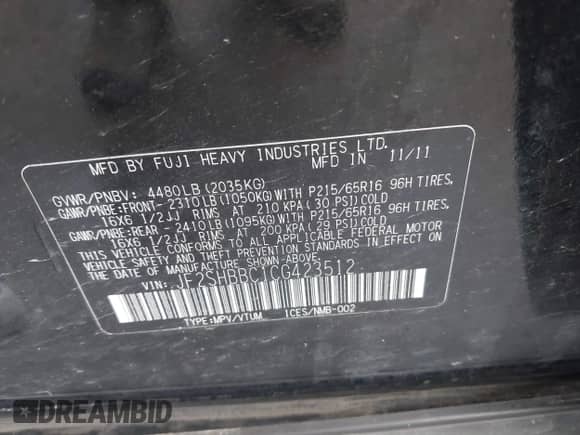 MFD BY FUJI HEAVY INDUSTRIES LTD.
MFD IN 11/11
GVWR/PNBV: 4480LB(2035KG)
GAWR/PNBE:FRONT-2310LB(1050KG)WITH P215/65R16 96H TIRES,
16X6 1/2JJ RIMS AT 210 KPA(30 PSI)COLD
GAWR/PNBE:REAR -2410LB(1095KG)WITH P215/65R16 96H TIRES,
16X6 1/2JJ RIMS AT 200 KPA(29 PSI)COLD
THIS VEHICLE CONFORMS TO ALL APPLICABLE
FEDERAL MOTOR VEHICLE SAFETY, BUMPER,
AND THEFT PREVENTION STANDARDS IN EFFECT
ON THE DATE OF MANUFACTURE SHOWN-ABOVE.
VIN: JF2SHBBC1CG423512
TYPE:MPV/VTUM ICES/NMB-002
DREAMBID